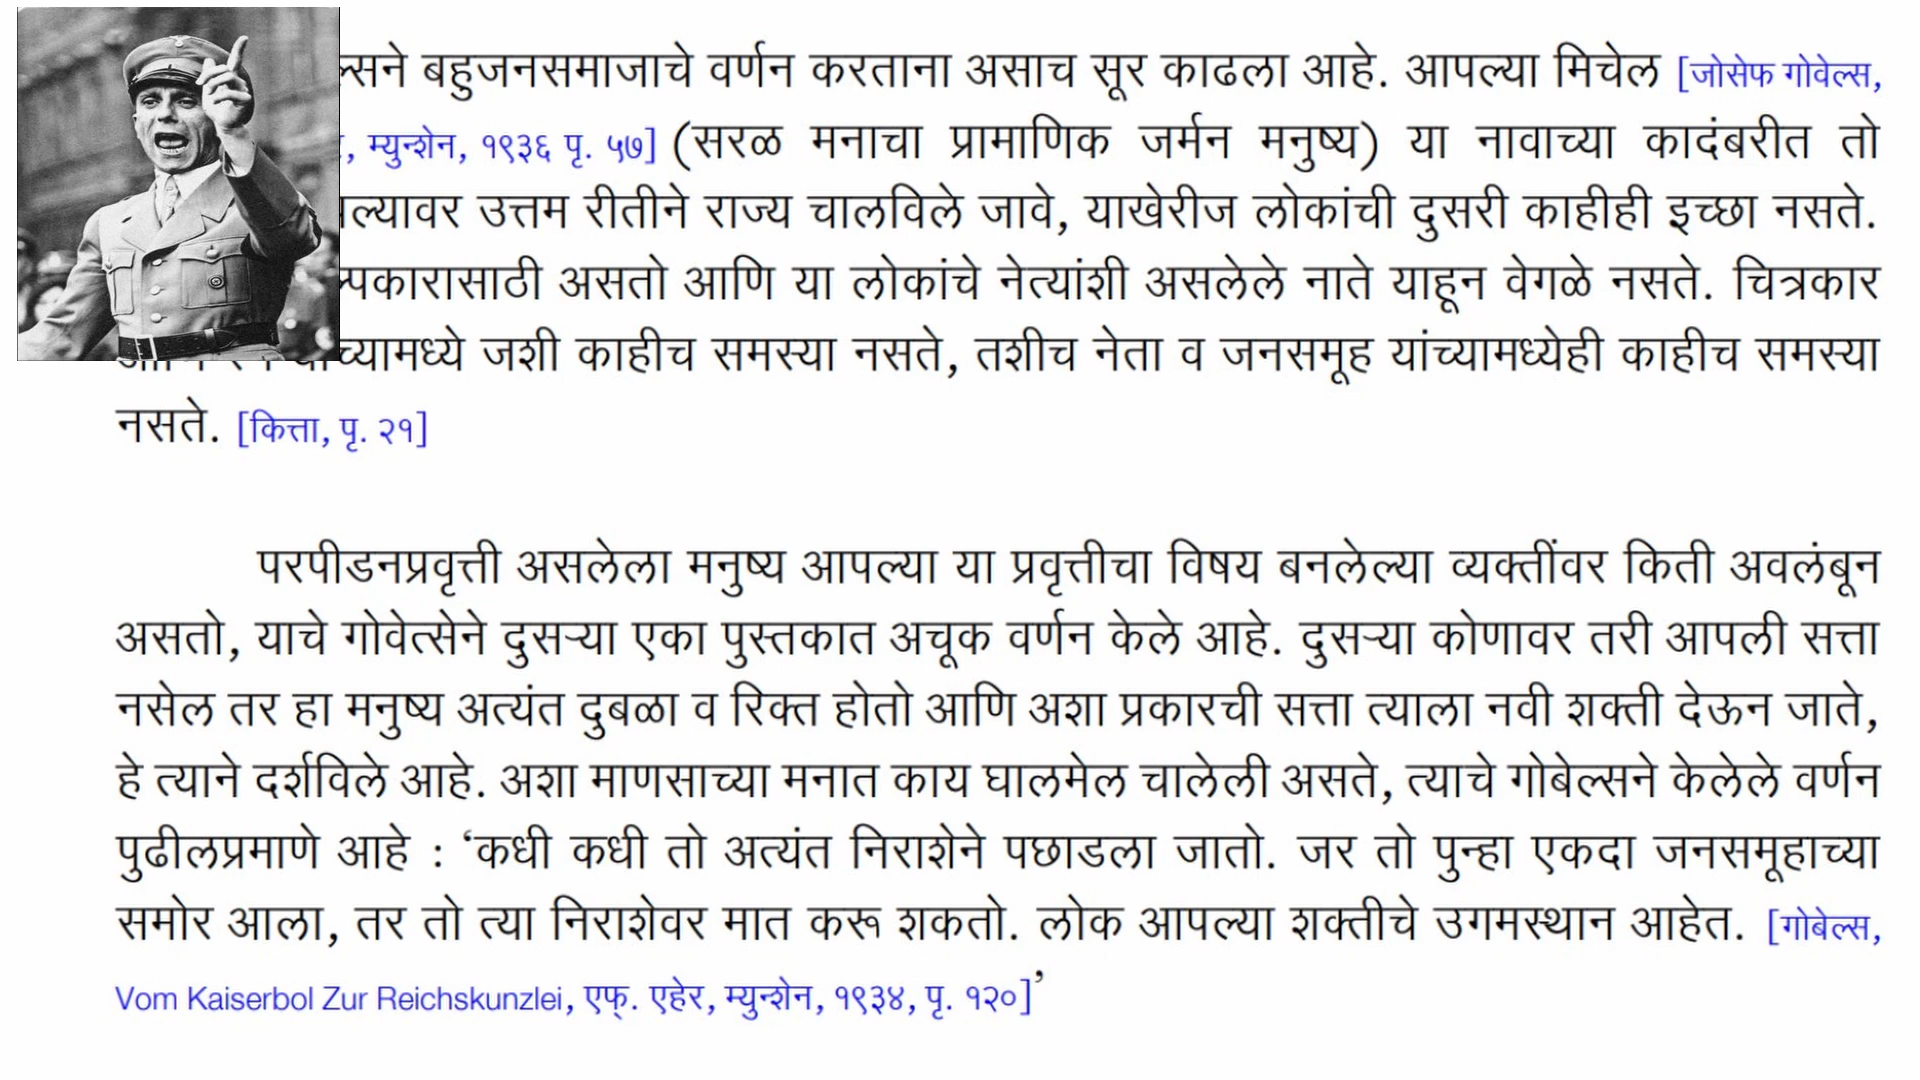 ल्सने बहुजनसमाजाचे वर्णन करताना असाच सूर काढला आहे. आपल्या मिचेल [जोसेफ गोवेल्स,
, म्युन्शेन, १९३६ पृ. ५७] (सरळ मनाचा प्रामाणिक जर्मन मनुष्य) या नावाच्या कादंबरीत तो
ल्यावर उत्तम रीतीने राज्य चालविले जावे, याखेरीज लोकांची दुसरी काहीही इच्छा नसते.
ल्पकारासाठी असतो आणि या लोकांचे नेत्यांशी असलेले नाते याहून वेगळे नसते. चित्रकार
च्यामध्ये जशी काहीच समस्या नसते, तशीच नेता व जनसमूह यांच्यामध्येही काहीच समस्या
नसते. [कित्ता, पृ. २१]
परपीडनप्रवृत्ती असलेला मनुष्य आपल्या या प्रवृत्तीचा विषय बनलेल्या व्यक्तींवर किती अवलंबून
असतो, याचे गोवेत्सेने दुसऱ्या एका पुस्तकात अचूक वर्णन केले आहे. दुसऱ्या कोणावर तरी आपली सत्ता
नसेल तर हा मनुष्य अत्यंत दुबळा व रिक्त होतो आणि अशा प्रकारची सत्ता त्याला नवी शक्ती देऊन जाते,
हे त्याने दर्शविले आहे. अशा माणसाच्या मनात काय घालमेल चालेली असते, त्याचे गोबेल्सने केलेले वर्णन
पुढीलप्रमाणे आहे : ‘कधी कधी तो अत्यंत निराशेने पछाडला जातो. जर तो पुन्हा एकदा जनसमूहाच्या
समोर आला, तर तो त्या निराशेवर मात करू शकतो. लोक आपल्या शक्तीचे उगमस्थान आहेत. [गोबेल्स,
Vom Kaiserbol Zur Reichskunzlei, एफ्. एहेर, म्युन्शेन, १९३४, पृ. १२०]’